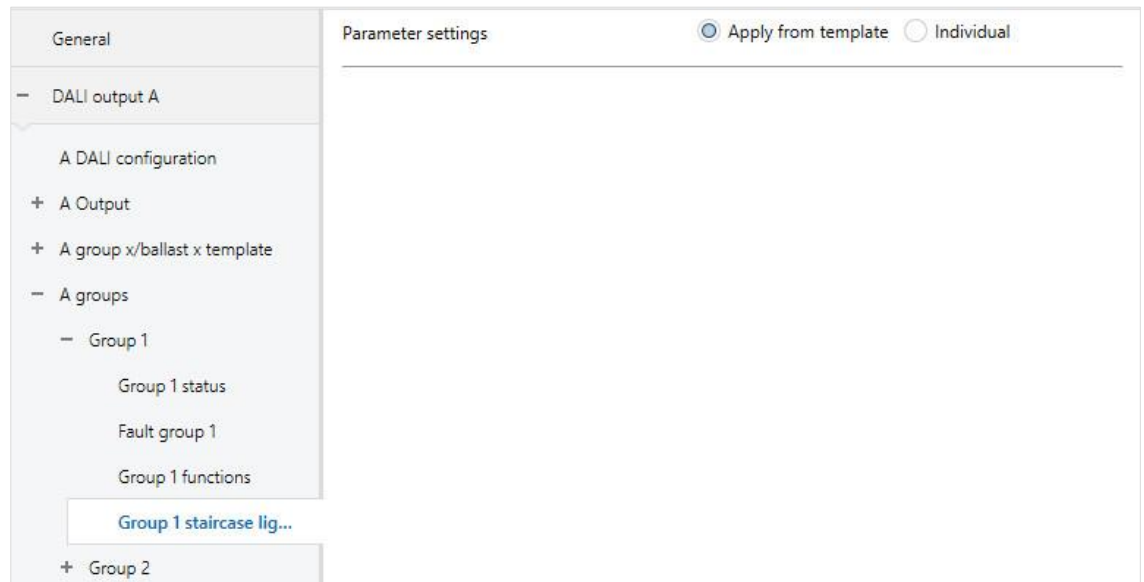 General
DALI output A
A DALI configuration
A Output
A group x/ballast x template
A groups
Group 1
Group 1 status
Fault group 1
Group 1 functions
Group 1 staircase lig...
Group 2
Parameter settings
Apply from template
Individual